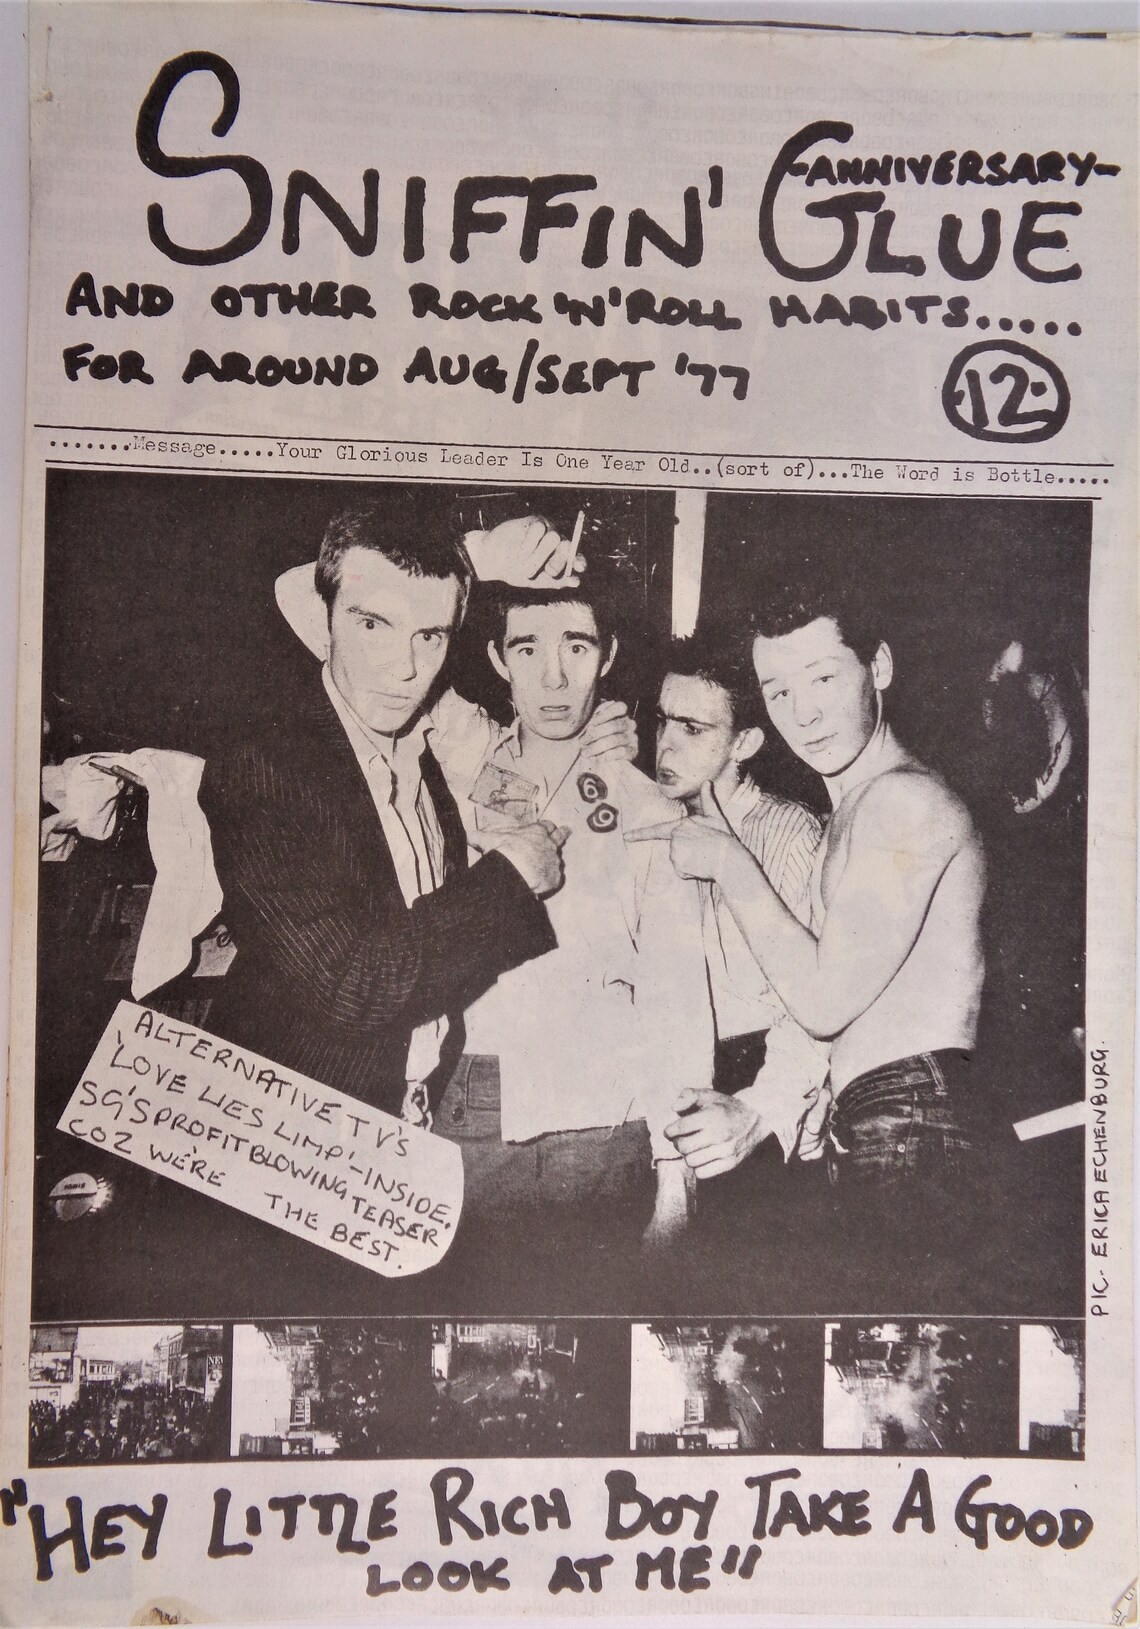 SNIFFIN' GLUE
-ANNIVERSARY-
AND OTHER ROCK 'N' ROLL HABITS.....
FOR AROUND AUG/SEPT '77
-12-
.......Message.....Your Glorious Leader Is One Year Old..(sort of)...The Word is Bottle.....
69
ALTERNATIVE TV'S
'LOVE LIES LIMP'-INSIDE.
SG'S PROFIT BLOWING TEASER
COZ WE'RE THE BEST.
PIC- ERICA ECHENBURG.
"HEY LITTLE RICH BOY TAKE A GOOD
LOOK AT ME"